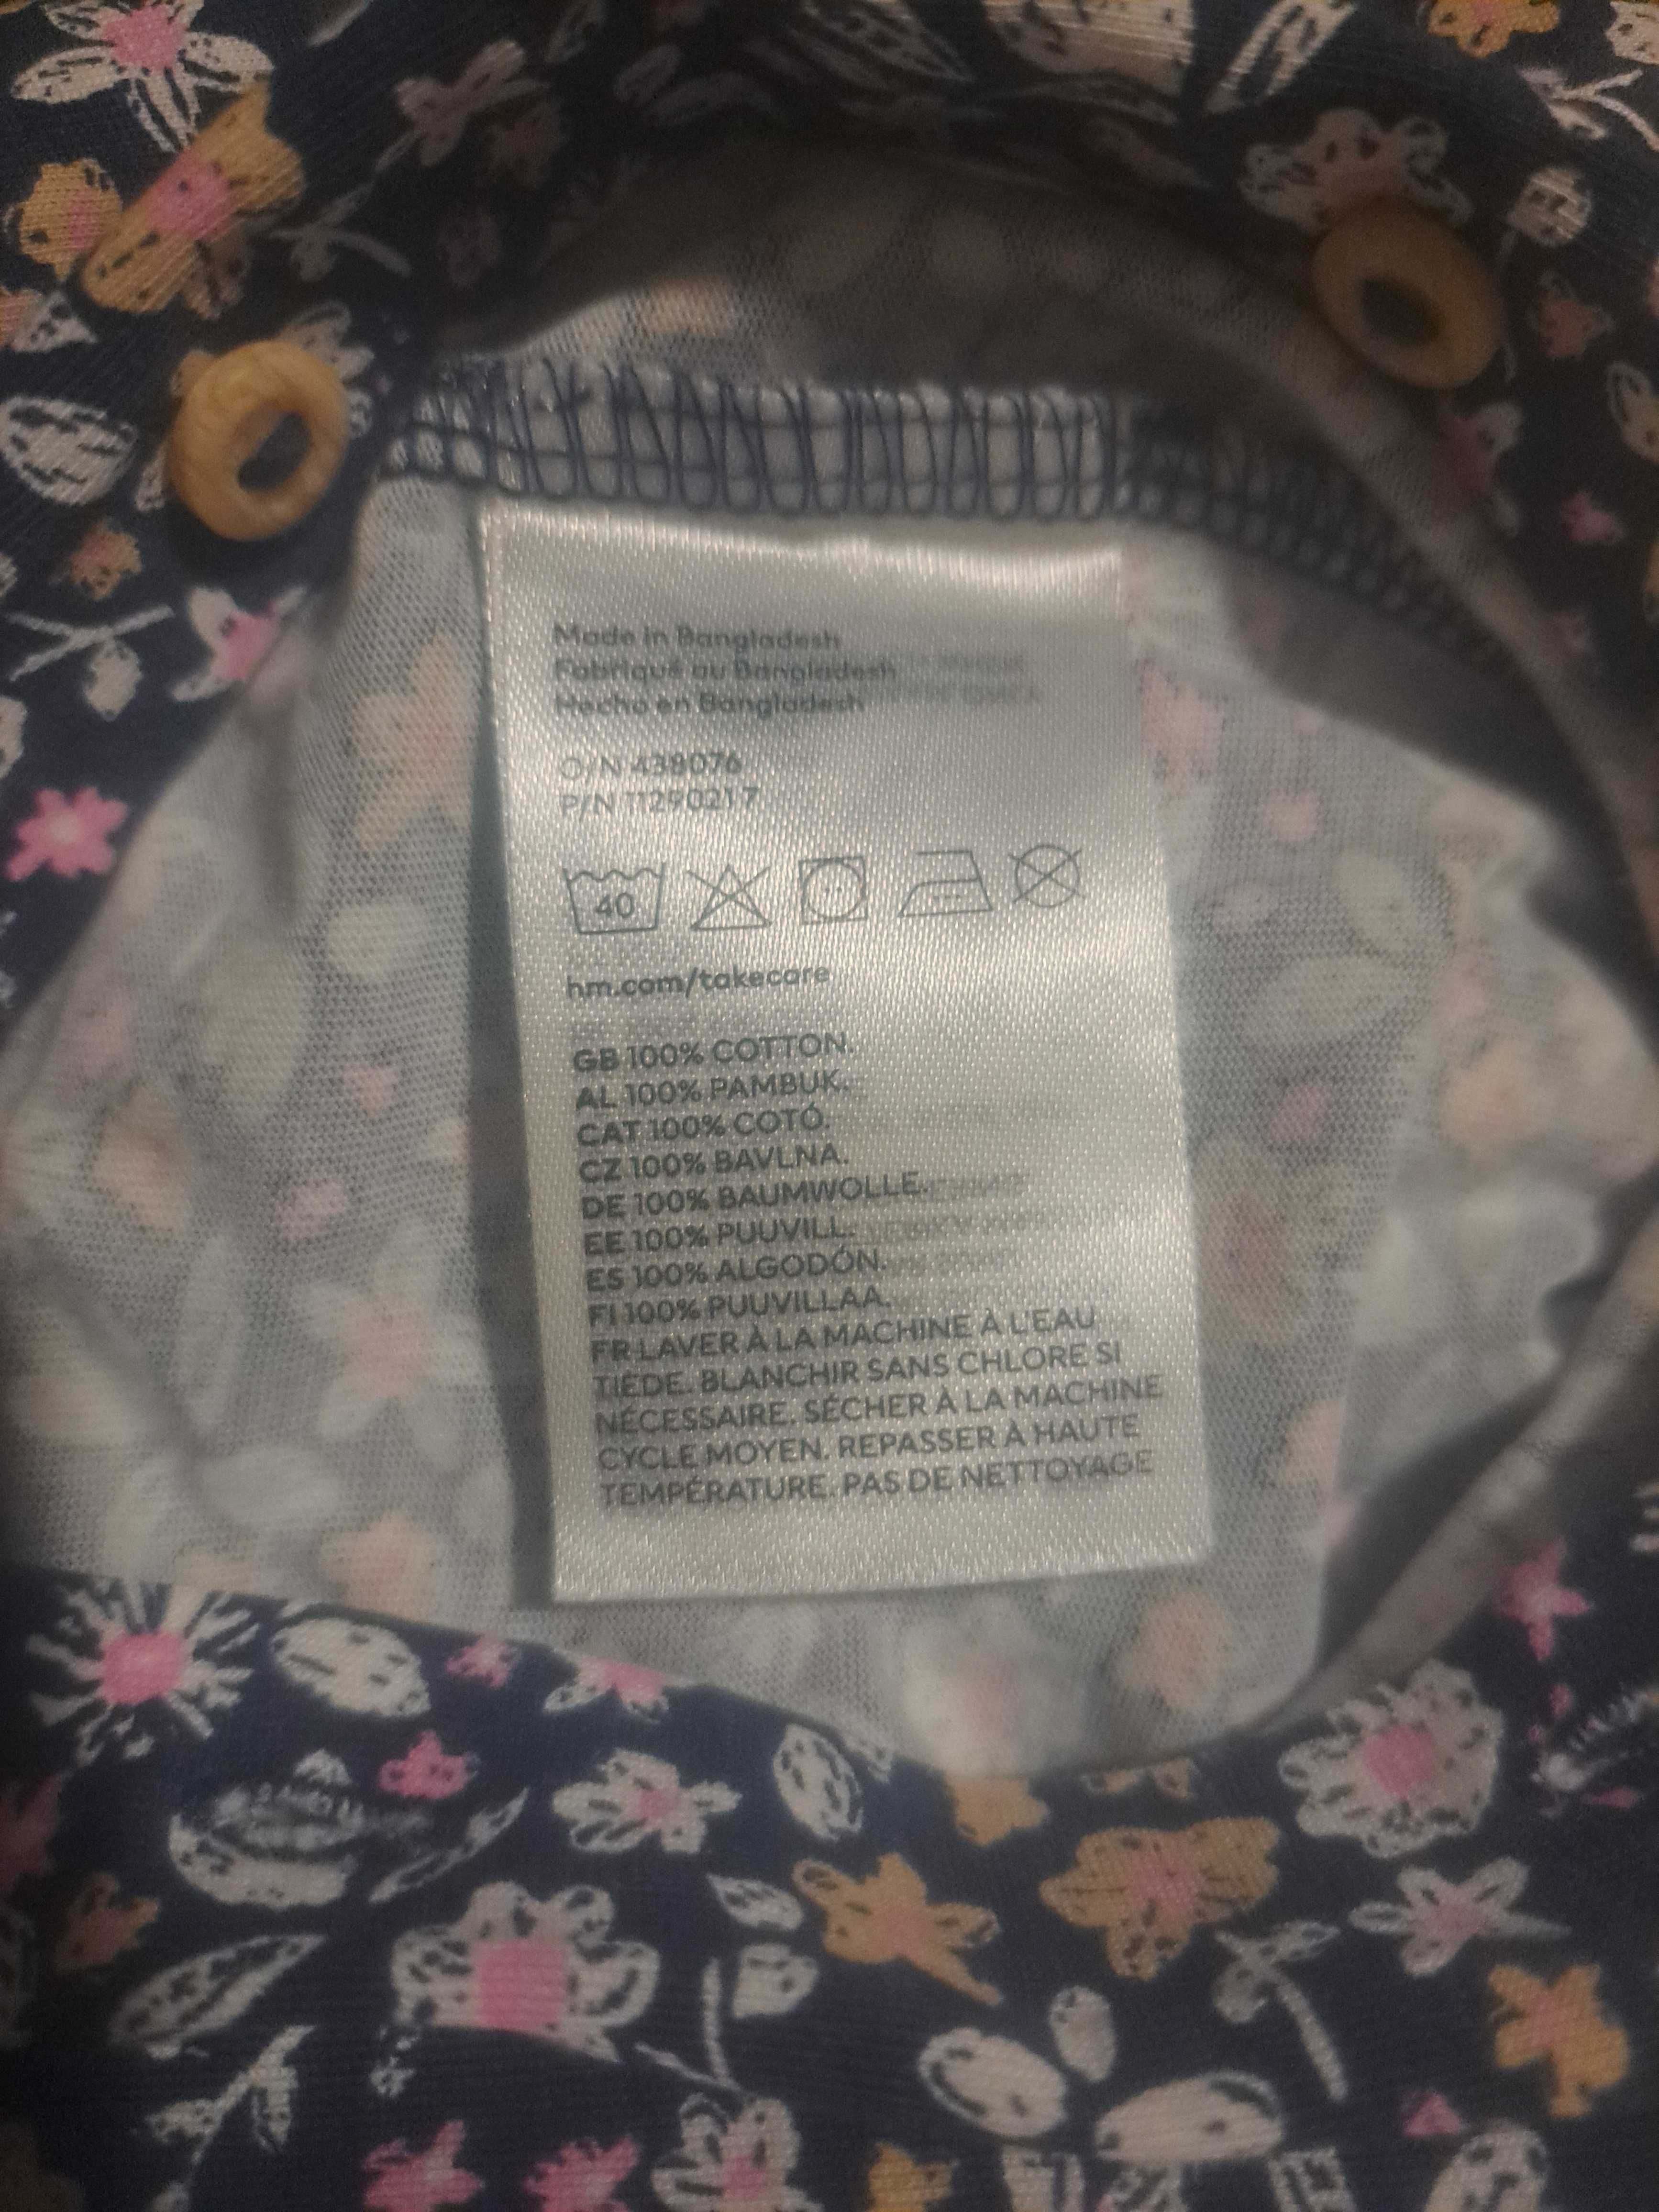 Made in Bangladesh
Fabriqué au Bangladesh
Hecho en Bangladesh
O/N 438076
P/N 11290217
40
hm.com/takecare
GB 100% COTTON.
AL 100% PAMBUK.
CAT 100% COTÓ.
CZ 100% BAVLNA.
DE 100% BAUMWOLLE.
EE 100% PUUVILL.
ES 100% ALGODÓN.
FI 100% PUUVILLAA.
FR LAVER À LA MACHINE À L'EAU
TIÈDE. BLANCHIR SANS CHLORE SI
NÉCESSAIRE. SÉCHER À LA MACHINE
CYCLE MOYEN. REPASSER À HAUTE
TEMPÉRATURE. PAS DE NETTOYAGE